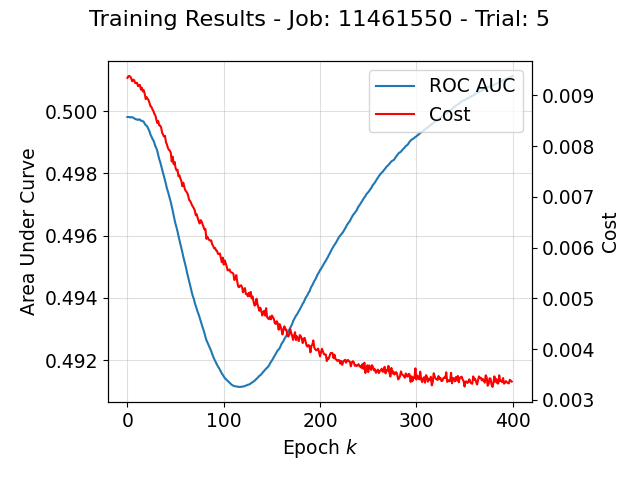 Training Results - Job: 11461550 - Trial: 5
ROC AUC
Cost
0.500
0.498
0.496
0.494
0.492
Area Under Curve
0.009
0.008
0.007
0.006
0.005
0.004
0.003
Cost
0
100
200
300
400
Epoch k